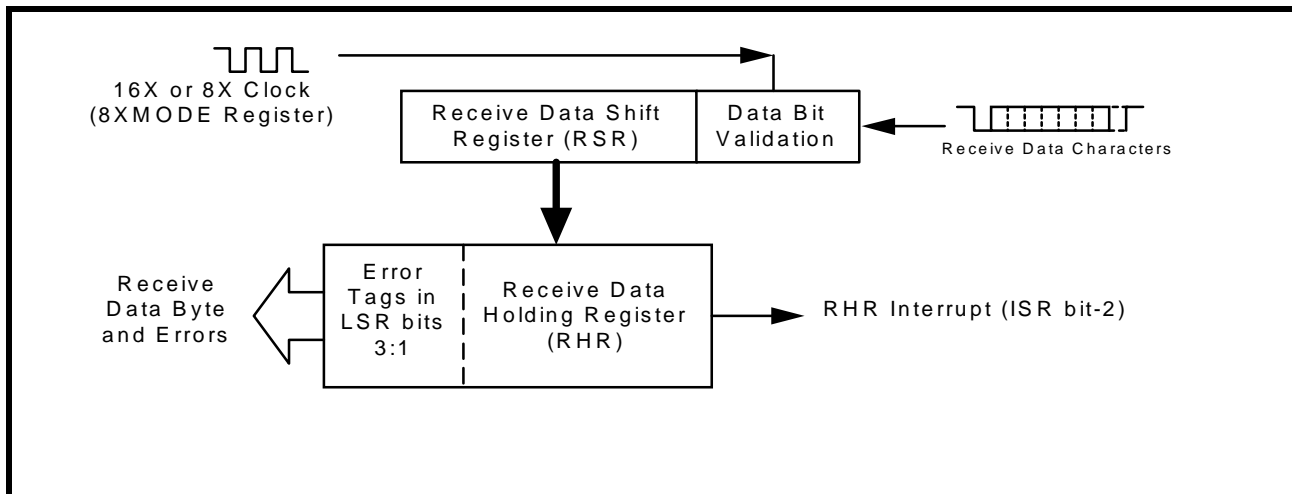 16X or 8X Clock
(8XMODE Register)
Receive Data Shift
Register (RSR)
Data Bit
Validation
Receive Data Characters
Receive
Data Byte
and Errors
Error
Tags in
LSR bits
3:1
Receive Data
Holding Register
(RHR)
RHR Interrupt (ISR bit-2)